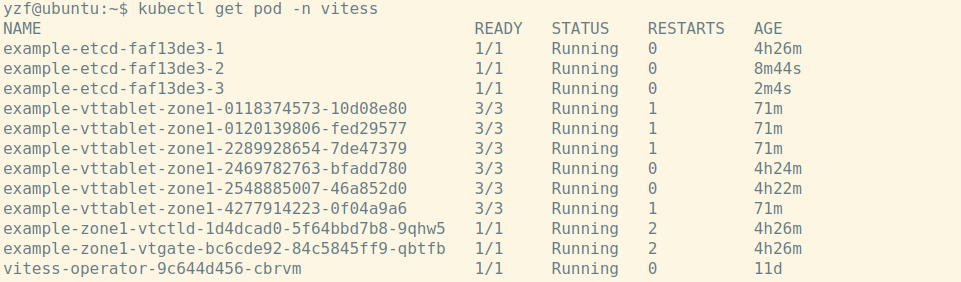 yzf@ubuntu:~$ kubectl get pod -n vitess
NAME READY STATUS RESTARTS AGE
example-etcd-faf13de3-1 1/1 Running 0 4h26m
example-etcd-faf13de3-2 1/1 Running 0 8m44s
example-etcd-faf13de3-3 1/1 Running 0 2m4s
example-vttablet-zone1-0118374573-10d08e80 3/3 Running 1 71m
example-vttablet-zone1-0120139806-fed29577 3/3 Running 1 71m
example-vttablet-zone1-2289928654-7de47379 3/3 Running 1 71m
example-vttablet-zone1-2469782763-bfadd780 3/3 Running 0 4h24m
example-vttablet-zone1-2548885007-46a852d0 3/3 Running 0 4h22m
example-vttablet-zone1-4277914223-0f04a9a6 3/3 Running 1 71m
example-zone1-vtctld-1d4dcad0-5f64bbd7b8-9qhw5 1/1 Running 2 4h26m
example-zone1-vtgate-bc6cde92-84c5845ff9-qbtfb 1/1 Running 2 4h26m
vitess-operator-9c644d456-cbrvm 1/1 Running 0 11d